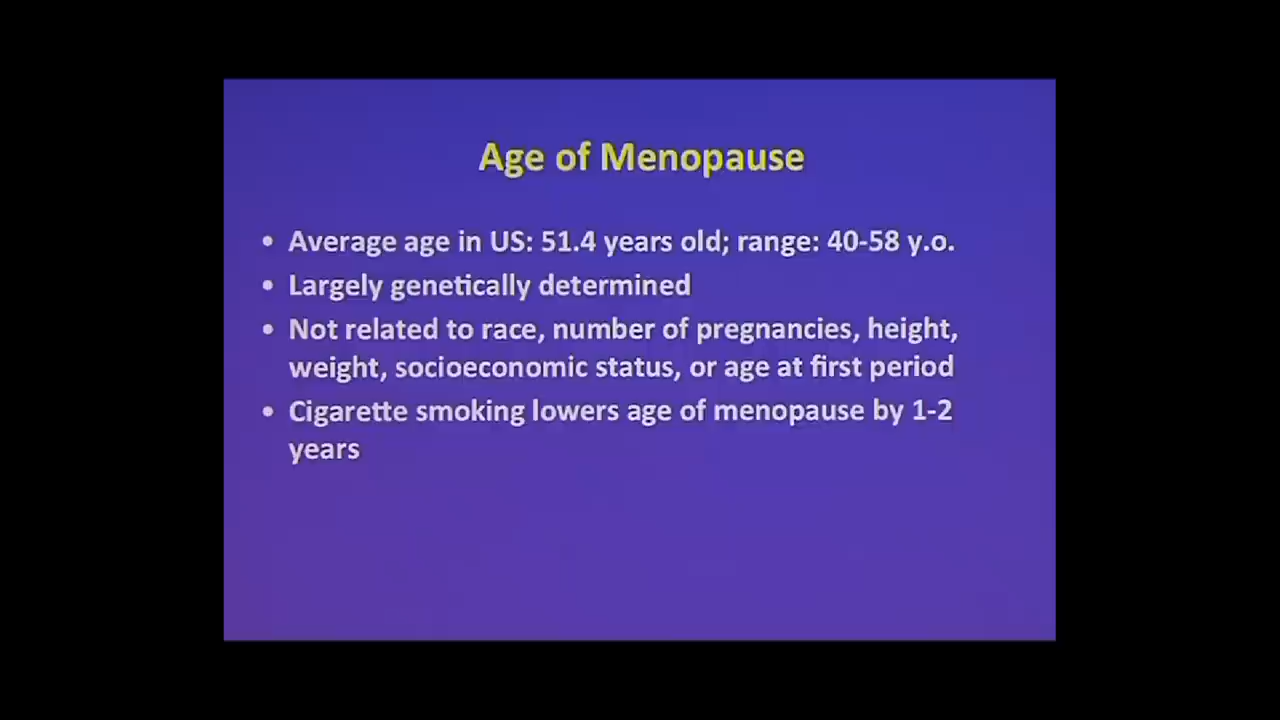 Age of Menopause
• Average age in US: 51.4 years old; range: 40-58 y.o.
• Largely genetically determined
• Not related to race, number of pregnancies, height,
weight, socioeconomic status, or age at first period
• Cigarette smoking lowers age of menopause by 1-2
years